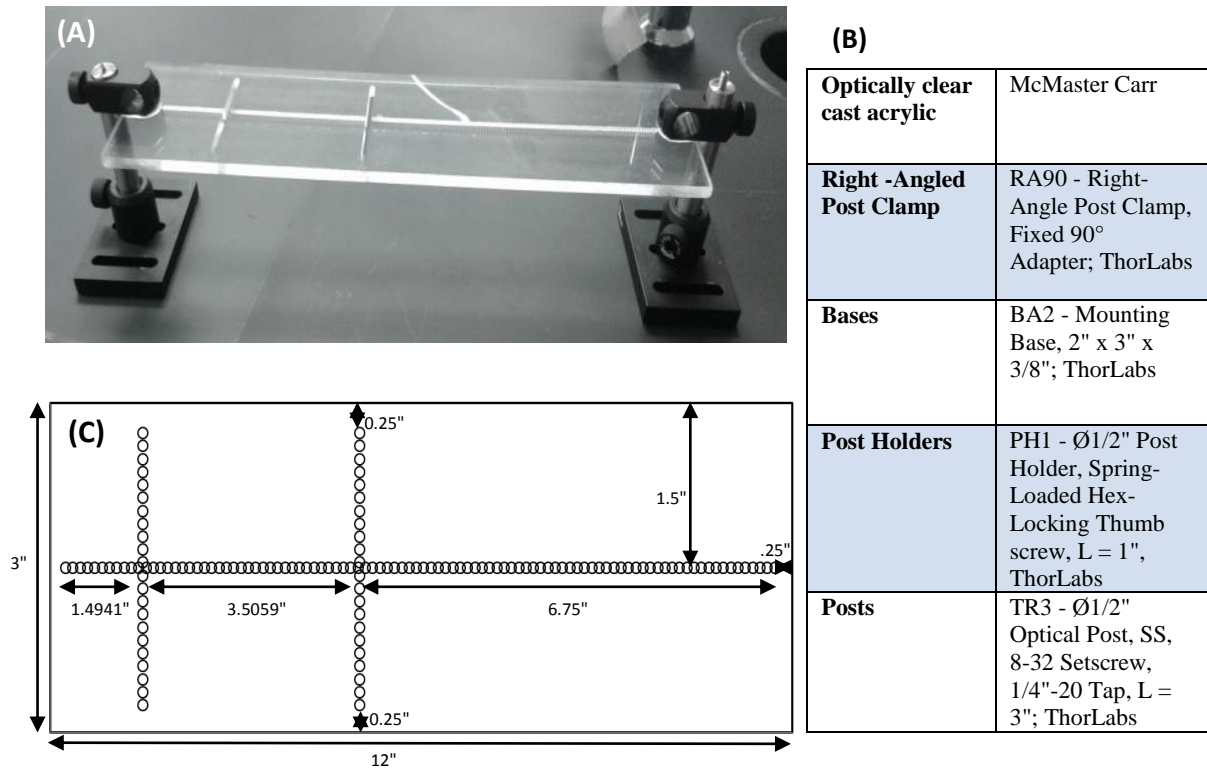 (A)
(B)
Optically clear
cast acrylic
McMaster Carr
Right -Angled
Post Clamp
RA90 - Right-
Angle Post Clamp,
Fixed 90°
Adapter; ThorLabs
Bases
BA2 - Mounting
Base, 2" x 3" x
3/8"; ThorLabs
Post Holders
PH1 - Ø1/2" Post
Holder, Spring-
Loaded Hex-
Locking Thumb
screw, L = 1",
ThorLabs
Posts
TR3 - Ø1/2"
Optical Post, SS,
8-32 Setscrew,
1/4"-20 Tap, L =
3"; ThorLabs
(C)
0.25"
1.5"
.25"
3"
1.4941"
3.5059"
6.75"
0.25"
12"